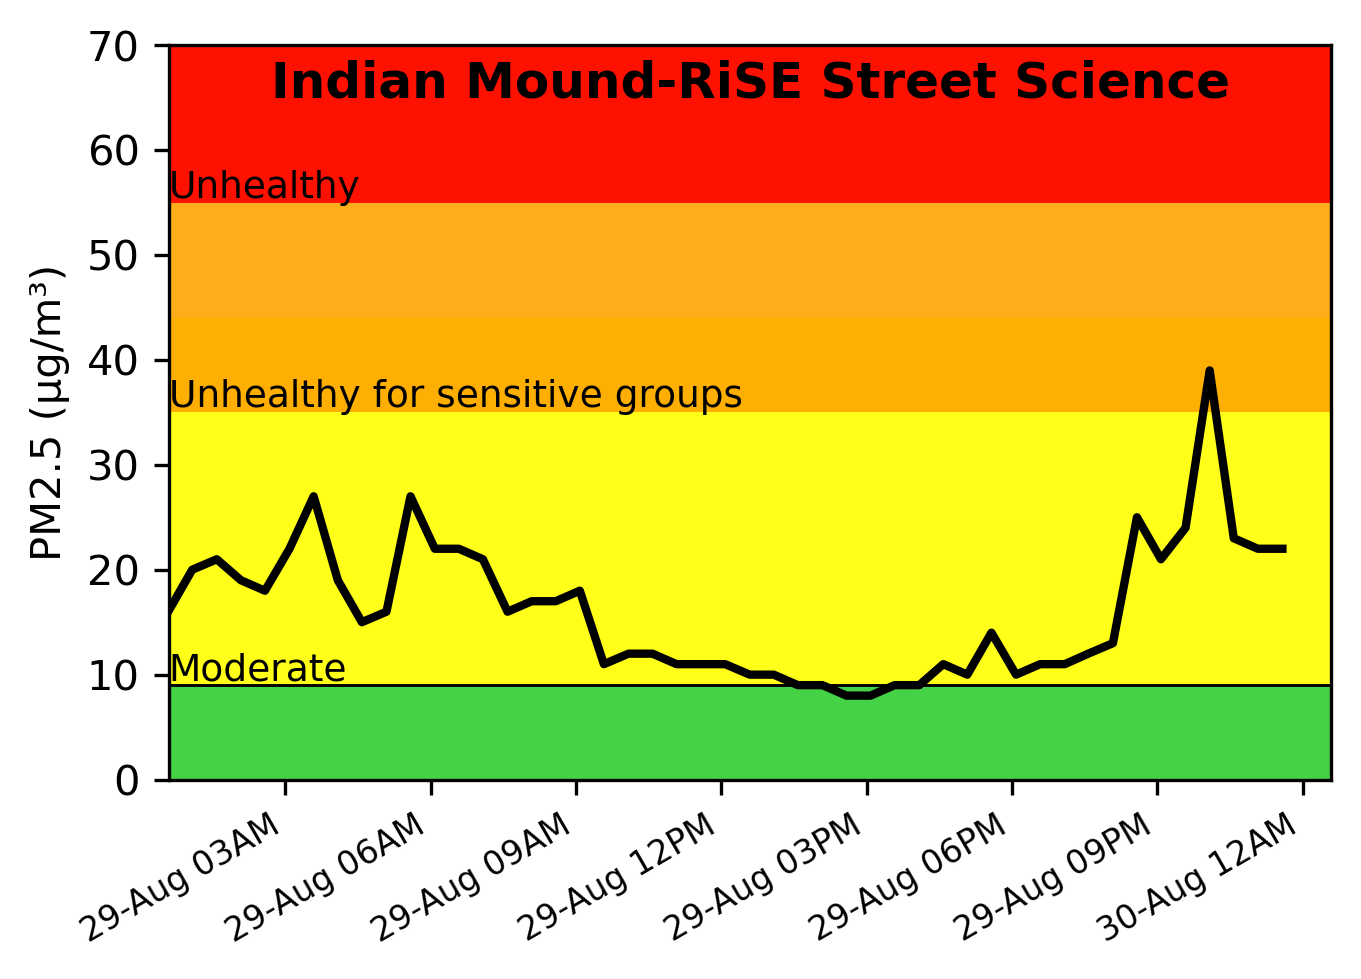 Indian Mound-RiSE Street Science
PM2.5 (µg/m³)
70
60
50
40
30
20
10
0
Unhealthy
Unhealthy for sensitive groups
Moderate
29-Aug 03AM
29-Aug 06AM
29-Aug 09AM
29-Aug 12PM
29-Aug 03PM
29-Aug 06PM
29-Aug 09PM
30-Aug 12AM